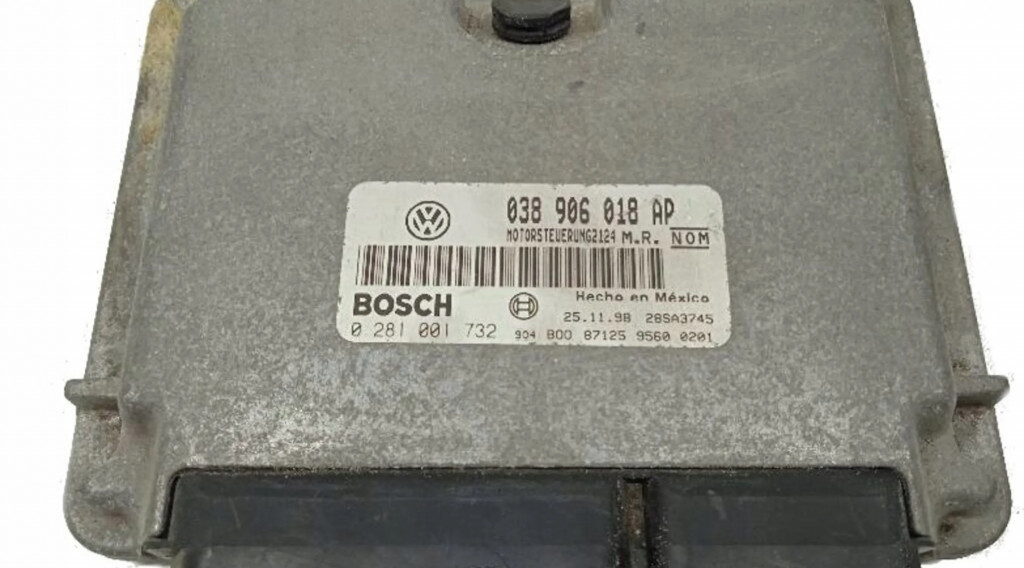 038 906 018 AP
MOTORSTEUERUNG2124 M.R. NOM
BOSCH
Hecho en México
0 281 001 732
25.11.98 28SA3745
904 B00 87125 9560 0201